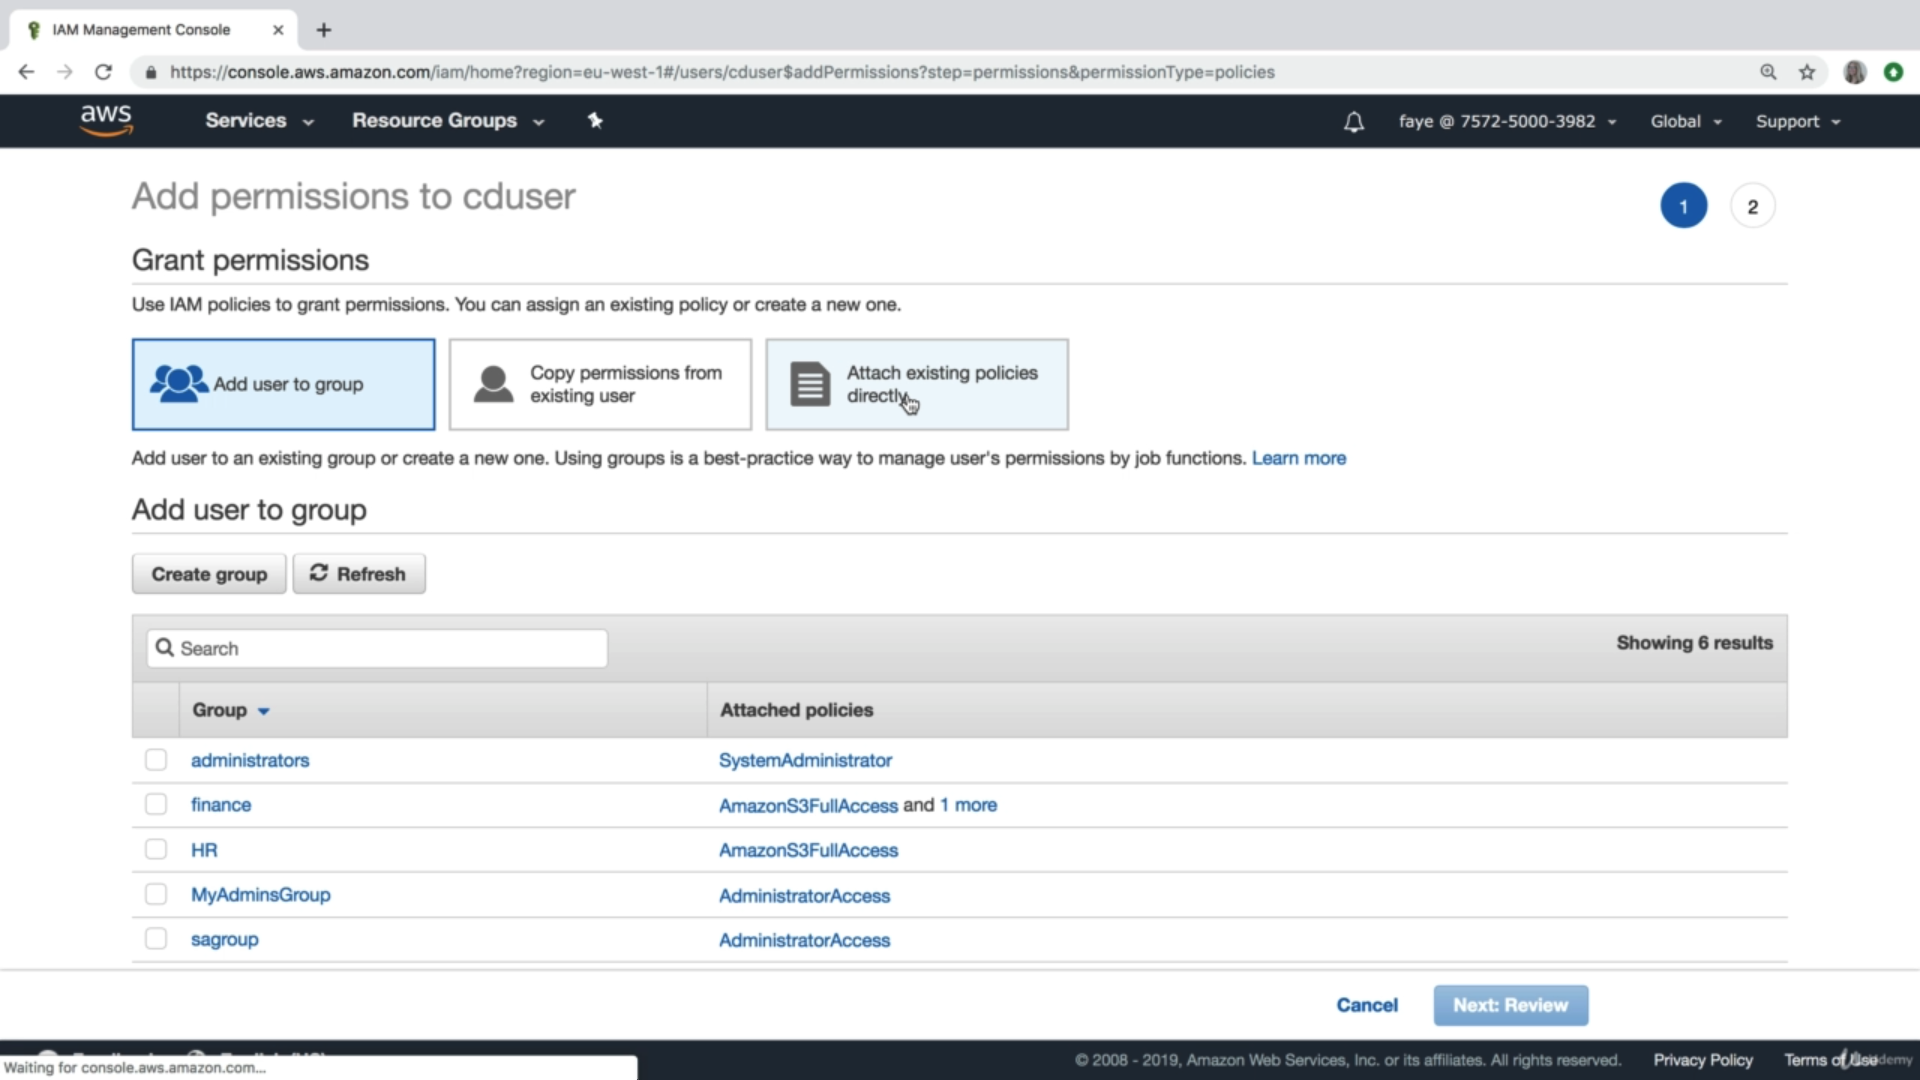 IAM Management Console
https://console.aws.amazon.com/iam/home?region=eu-west-1#/users/cduser$addPermissions?step=permissions&permissionType=policies
aws Services Resource Groups faye @ 7572-5000-3982 Global Support
Add permissions to cduser
1 2
Grant permissions
Use IAM policies to grant permissions. You can assign an existing policy or create a new one.
Add user to group
Copy permissions from
existing user
Attach existing policies
directly
Add user to an existing group or create a new one. Using groups is a best-practice way to manage user's permissions by job functions. Learn more
Add user to group
Create group Refresh
Search Showing 6 results
Group Attached policies
administrators SystemAdministrator
finance AmazonS3FullAccess and 1 more
HR AmazonS3FullAccess
MyAdminsGroup AdministratorAccess
sagroup AdministratorAccess
Cancel Next: Review
© 2008 - 2019, Amazon Web Services, Inc. or its affiliates. All rights reserved. Privacy Policy Terms of Use
Waiting for console.aws.amazon.com...